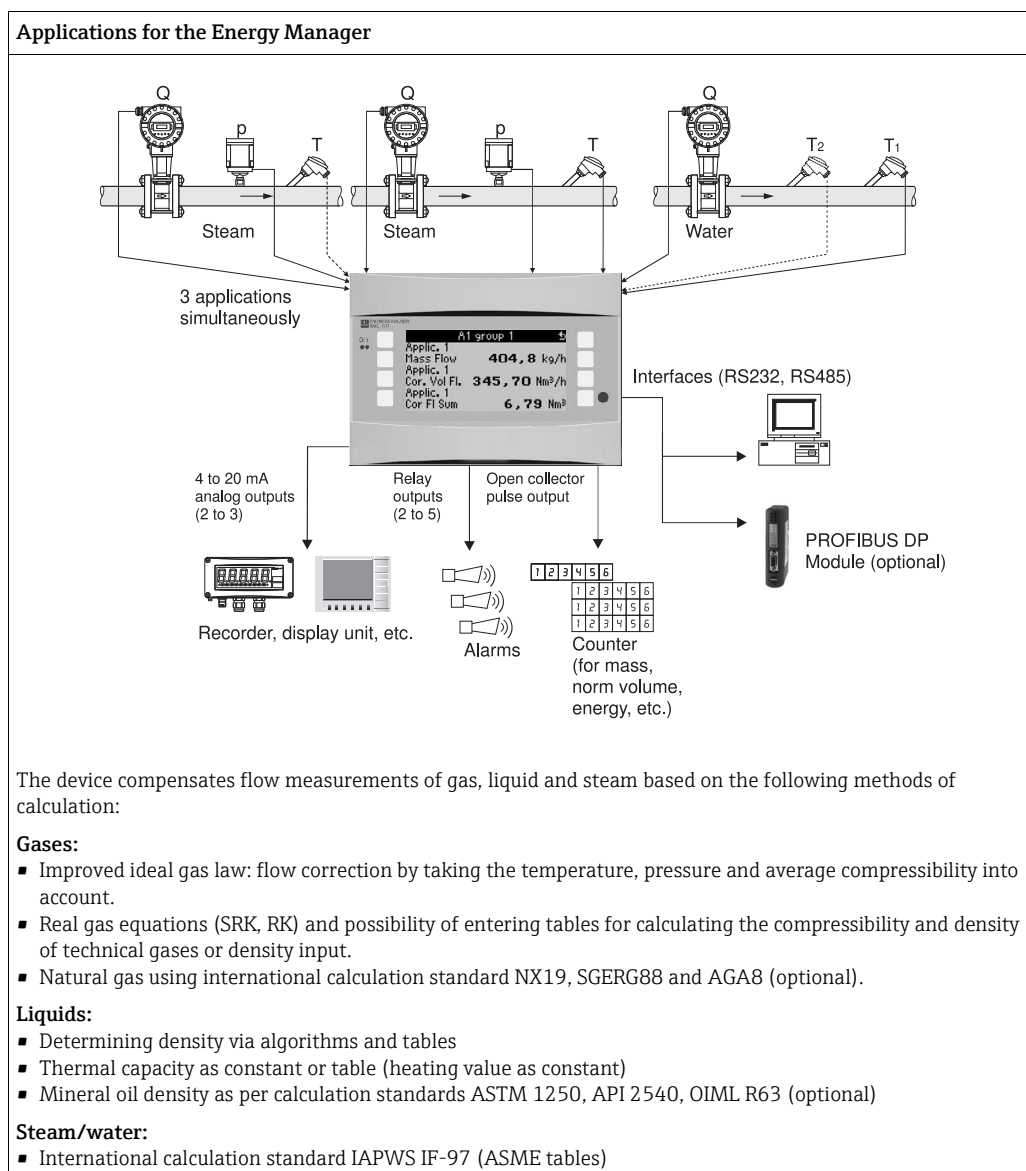 Applications for the Energy Manager
Q
Q
Q
p
T
p
T
T2
T1
Steam
Steam
Water
3 applications
simultaneously
ENDRESS+HAUSER
A1 group 1
Applic. 1
Mass Flow 404,8 kg/h
Applic. 1
Cor. Vol Fl. 345,70 Nm³/h
Applic. 1
Cor Fl Sum 6,79 Nm³
Interfaces (RS232, RS485)
4 to 20 mA
analog outputs
(2 to 3)
Relay
outputs
(2 to 5)
Open collector
pulse output
PROFIBUS DP
Module (optional)
1 2 3 4 5 6
1 2 3 4 5 6
1 2 3 4 5 6
1 2 3 4 5 6
Recorder, display unit, etc.
Alarms
Counter
(for mass,
norm volume,
energy, etc.)
The device compensates flow measurements of gas, liquid and steam based on the following methods of
calculation:
Gases:
▪ Improved ideal gas law: flow correction by taking the temperature, pressure and average compressibility into
account.
▪ Real gas equations (SRK, RK) and possibility of entering tables for calculating the compressibility and density
of technical gases or density input.
▪ Natural gas using international calculation standard NX19, SGERG88 and AGA8 (optional).
Liquids:
▪ Determining density via algorithms and tables
▪ Thermal capacity as constant or table (heating value as constant)
▪ Mineral oil density as per calculation standards ASTM 1250, API 2540, OIML R63 (optional)
Steam/water:
▪ International calculation standard IAPWS IF-97 (ASME tables)